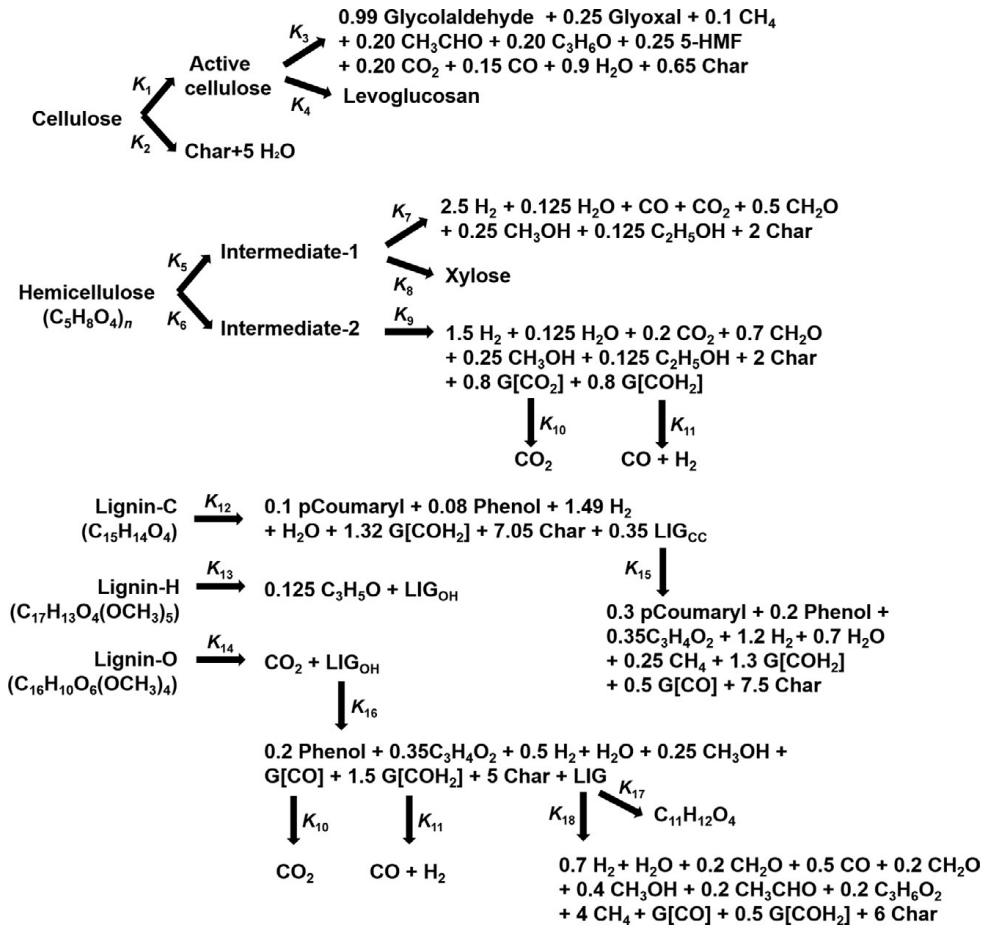 0.99 Glycolaldehyde + 0.25 Glyoxal + 0.1 CH₄
K₃
+ 0.20 CH₃CHO + 0.20 C₃H₆O + 0.25 5-HMF
Active
cellulose
+ 0.20 CO₂ + 0.15 CO + 0.9 H₂O + 0.65 Char
K₁
K₄
Levoglucosan
Cellulose
K₂
Char+5 H₂O
K₇
2.5 H₂ + 0.125 H₂O + CO + CO₂ + 0.5 CH₂O
+ 0.25 CH₃OH + 0.125 C₂H₅OH + 2 Char
Intermediate-1
K₅
K₈
Xylose
Hemicellulose
(C₅H₈O₄)ₙ
K₆
Intermediate-2
K₉
1.5 H₂ + 0.125 H₂O + 0.2 CO₂ + 0.7 CH₂O
+ 0.25 CH₃OH + 0.125 C₂H₅OH + 2 Char
+ 0.8 G[CO₂] + 0.8 G[COH₂]
K₁₀
K₁₁
CO₂
CO + H₂
Lignin-C
(C₁₅H₁₄O₄)
K₁₂
0.1 pCoumaryl + 0.08 Phenol + 1.49 H₂
+ H₂O + 1.32 G[COH₂] + 7.05 Char + 0.35 LIG_CC
K₁₅
Lignin-H
(C₁₇H₁₃O₄(OCH₃)₅)
K₁₃
0.125 C₃H₅O + LIG_OH
0.3 pCoumaryl + 0.2 Phenol +
0.35C₃H₄O₂ + 1.2 H₂ + 0.7 H₂O
+ 0.25 CH₄ + 1.3 G[COH₂]
+ 0.5 G[CO] + 7.5 Char
Lignin-O
(C₁₆H₁₀O₆(OCH₃)₄)
K₁₄
CO₂ + LIG_OH
K₁₆
0.2 Phenol + 0.35C₃H₄O₂ + 0.5 H₂ + H₂O + 0.25 CH₃OH +
G[CO] + 1.5 G[COH₂] + 5 Char + LIG
K₁₇
K₁₀
K₁₁
K₁₈
C₁₁H₁₂O₄
CO₂
CO + H₂
0.7 H₂ + H₂O + 0.2 CH₂O + 0.5 CO + 0.2 CH₂O
+ 0.4 CH₃OH + 0.2 CH₃CHO + 0.2 C₃H₆O₂
+ 4 CH₄ + G[CO] + 0.5 G[COH₂] + 6 Char